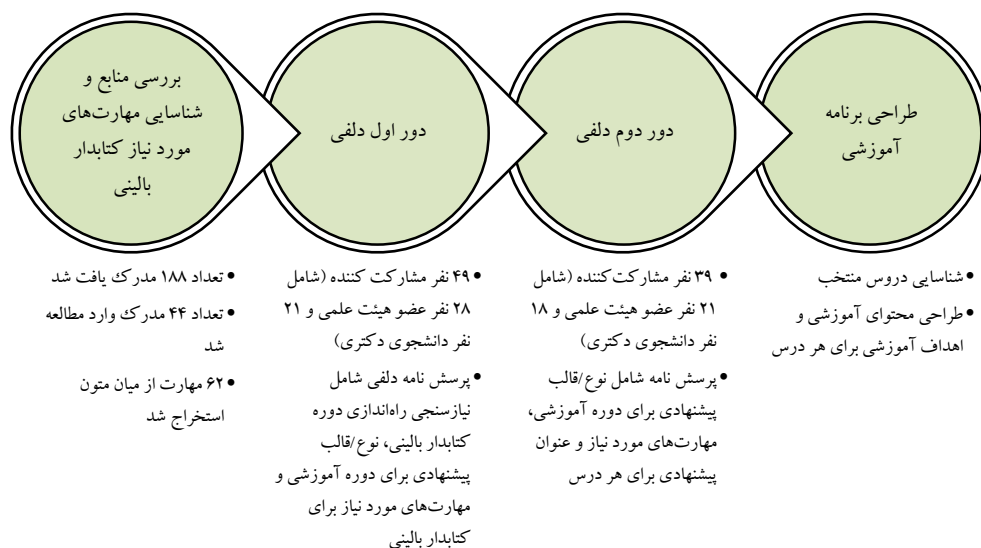 بررسی منابع و
شناسایی مهارت‌های
مورد نیاز کتابدار
بالینی
دور اول دلفی
دور دوم دلفی
طراحی برنامه
آموزشی
• تعداد ۱۸۸ مدرک یافت شد
• تعداد ۴۴ مدرک وارد مطالعه
شد
• ۶۲ مهارت از میان متون
استخراج شد
• ۴۹ نفر مشارکت کننده (شامل
۲۸ نفر عضو هیئت علمی و ۲۱
نفر دانشجوی دکتری)
• پرسش نامه دلفی شامل
نیازسنجی راه‌اندازی دوره
کتابدار بالینی، نوع/قالب
پیشنهادی برای دوره آموزشی و
مهارت‌های مورد نیاز برای
کتابدار بالینی
• ۳۹ نفر مشارکت‌کننده (شامل
۲۱ نفر عضو هیئت علمی و ۱۸
نفر دانشجوی دکتری)
• پرسش نامه شامل نوع/قالب
پیشنهادی برای دوره آموزشی،
مهارت‌های مورد نیاز و عنوان
پیشنهادی برای هر درس
• شناسایی دروس منتخب
• طراحی محتوای آموزشی و
اهداف آموزشی برای هر درس